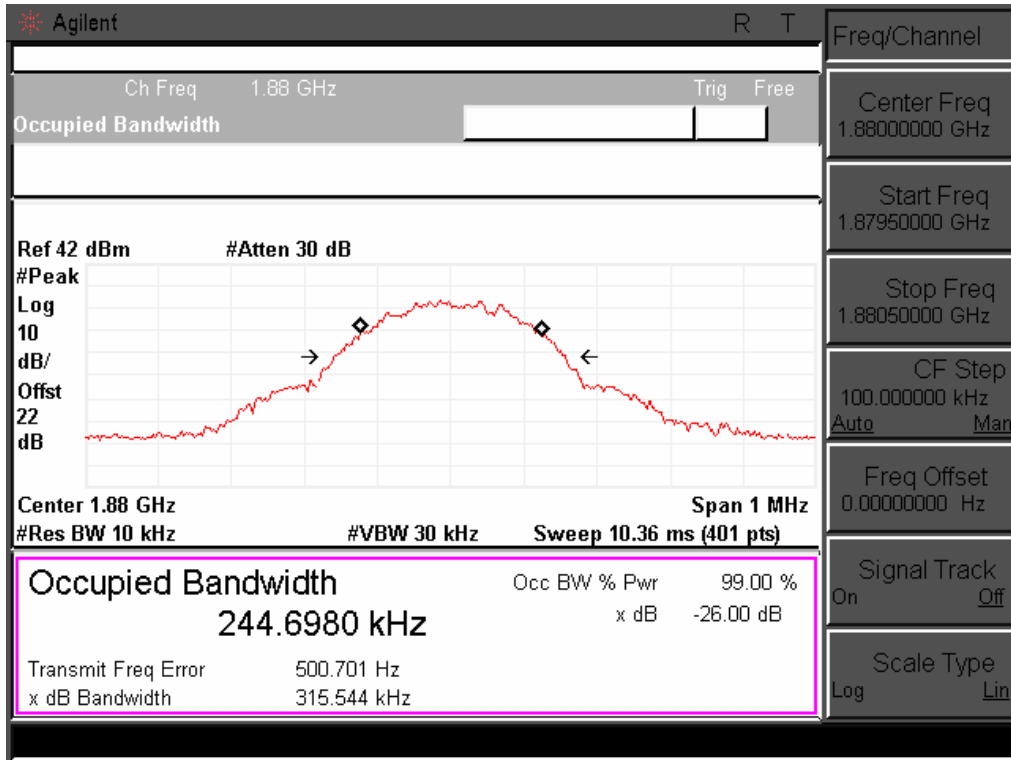 Agilent R T
Ch Freq 1.88 GHz Trig Free
Occupied Bandwidth
Ref 42 dBm #Atten 30 dB
#Peak
Log
10
dB/
Offst
22
dB
Center 1.88 GHz Span 1 MHz
#Res BW 10 kHz #VBW 30 kHz Sweep 10.36 ms (401 pts)
Occupied Bandwidth Occ BW % Pwr 99.00 %
244.6980 kHz x dB -26.00 dB
Transmit Freq Error 500.701 Hz
x dB Bandwidth 315.544 kHz
Freq/Channel
Center Freq
1.88000000 GHz
Start Freq
1.87950000 GHz
Stop Freq
1.88050000 GHz
CF Step
100.000000 kHz
Auto Man
Freq Offset
0.00000000 Hz
Signal Track
On Off
Scale Type
Log Lin